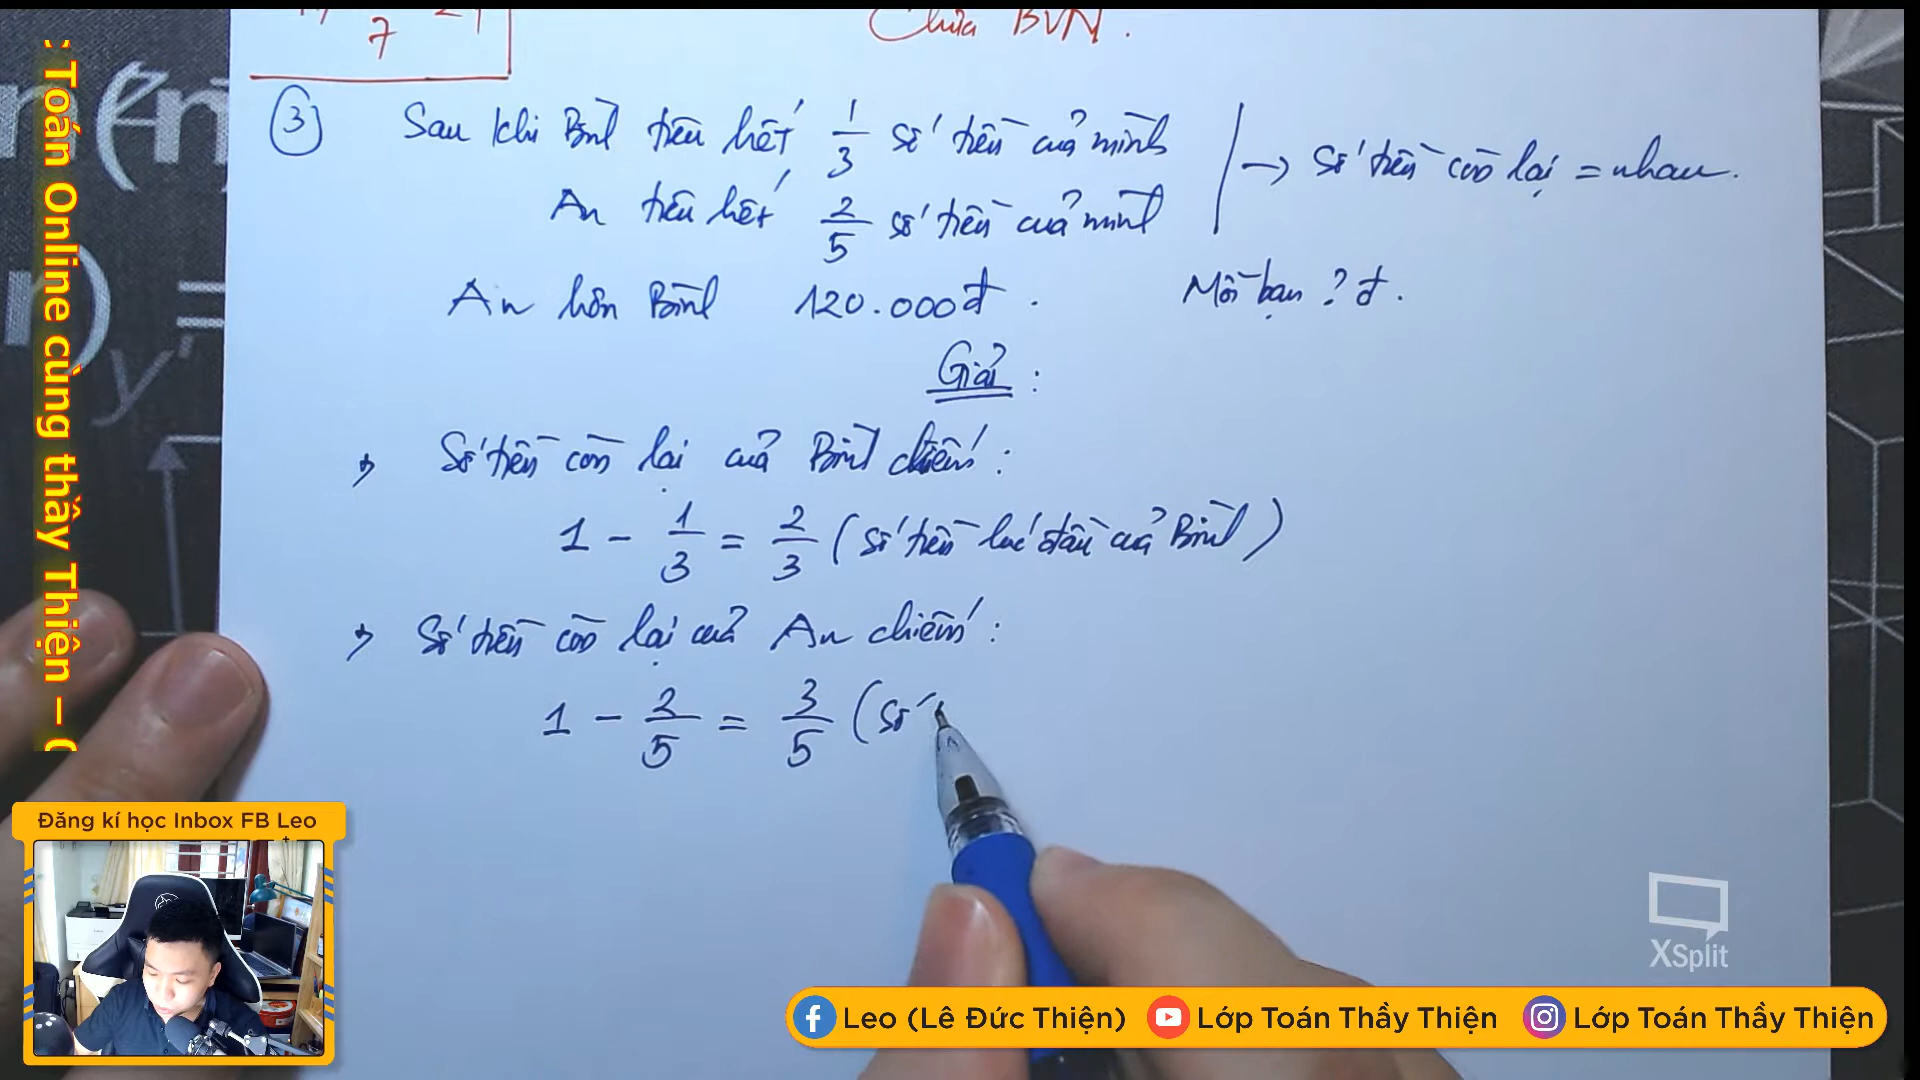 7
Chữa BVN.
③ Sau khi Bình tiêu hết 1/3 số tiền của mình
An tiêu hết 2/5 số tiền của mình
→ số tiền còn lại = nhau.
An hơn Bình 120.000đ. Mỗi bạn ? đ.
Giải:
Số tiền còn lại của Bình chiếm:
1 - 1/3 = 2/3 (số tiền lúc đầu của Bình)
Số tiền còn lại của An chiếm:
1 - 2/5 = 3/5 (số
: Toán Online cùng thầy Thiện –
Đăng kí học Inbox FB Leo
XSplit
Leo (Lê Đức Thiện) Lớp Toán Thầy Thiện Lớp Toán Thầy Thiện